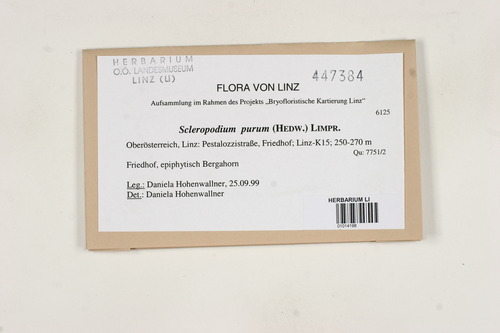 HERBARIUM
O.Ö. LANDESMUSEUM
LINZ (U)
447384
FLORA VON LINZ
Aufsammlung im Rahmen des Projekts „Bryofloristische Kartierung Linz“
6125
Scleropodium purum (HEDW.) LIMPR.
Oberösterreich, Linz: Pestalozzistraße, Friedhof; Linz-K15; 250-270 m
Qu: 7751/2
Friedhof, epiphytisch Bergahorn
Leg.: Daniela Hohenwallner, 25.09.99
Det.: Daniela Hohenwallner
HERBARIUM LI
01014198